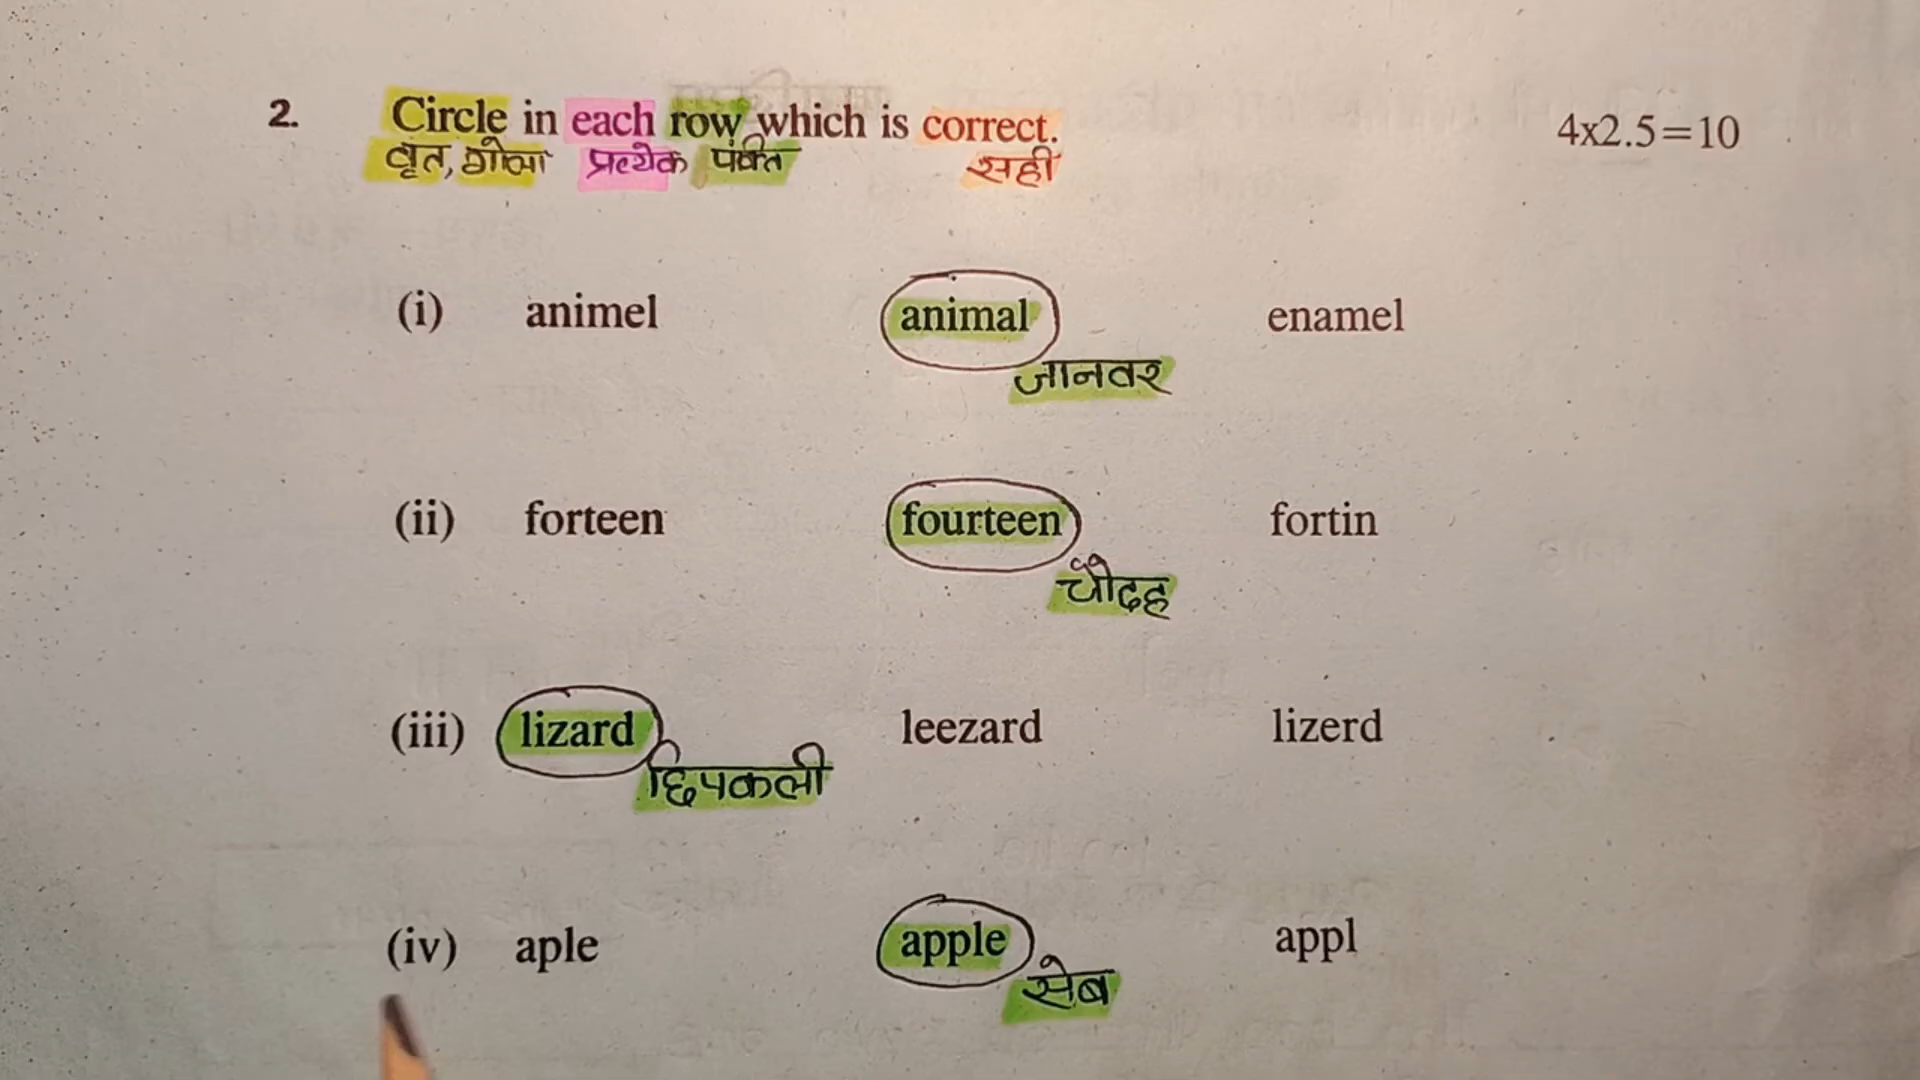 2. Circle in each row which is correct. 4x2.5=10
वृत, गोला प्रत्येक पंक्ति सही
(i) animel animal enamel
जानवर
(ii) forteen fourteen fortin
चौदह
(iii) lizard leezard lizerd
छिपकली
(iv) aple apple appl
सेब